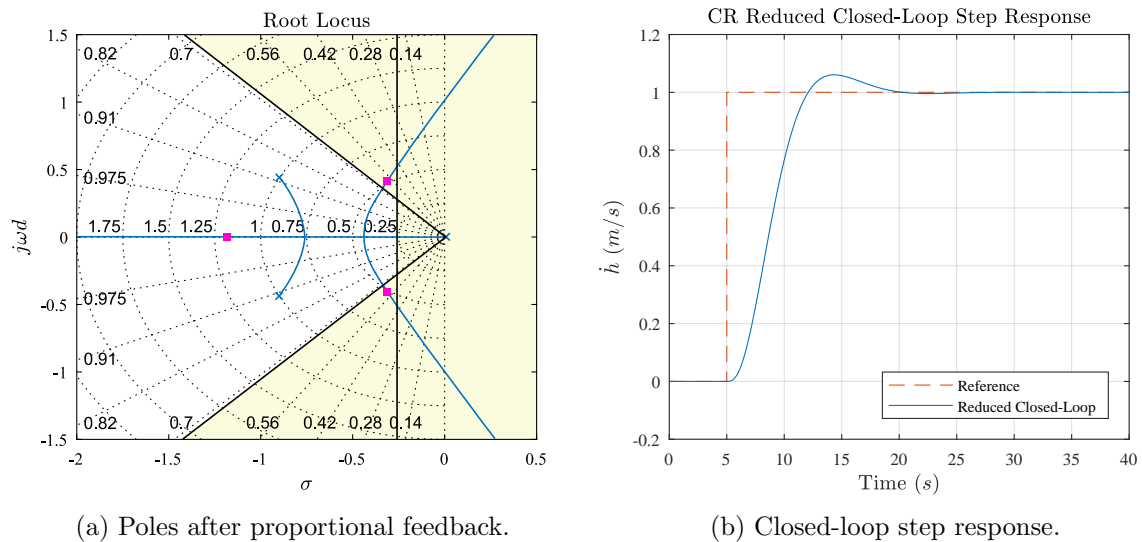 Root Locus
1.5
1
0.5
0
-0.5
-1
-1.5
jωd
0.82 0.7 0.56 0.42 0.28 0.14
0.91
0.975
1.75 1.5 1.25 1 0.75 0.5 0.25
0.975
0.91
0.82 0.7 0.56 0.42 0.28 0.14
-2 -1.5 -1 -0.5 0 0.5
σ
(a) Poles after proportional feedback.
CR Reduced Closed-Loop Step Response
1.2
1
0.8
0.6
0.4
0.2
0
-0.2
ḣ (m/s)
Reference
Reduced Closed-Loop
0 5 10 15 20 25 30 35 40
Time (s)
(b) Closed-loop step response.